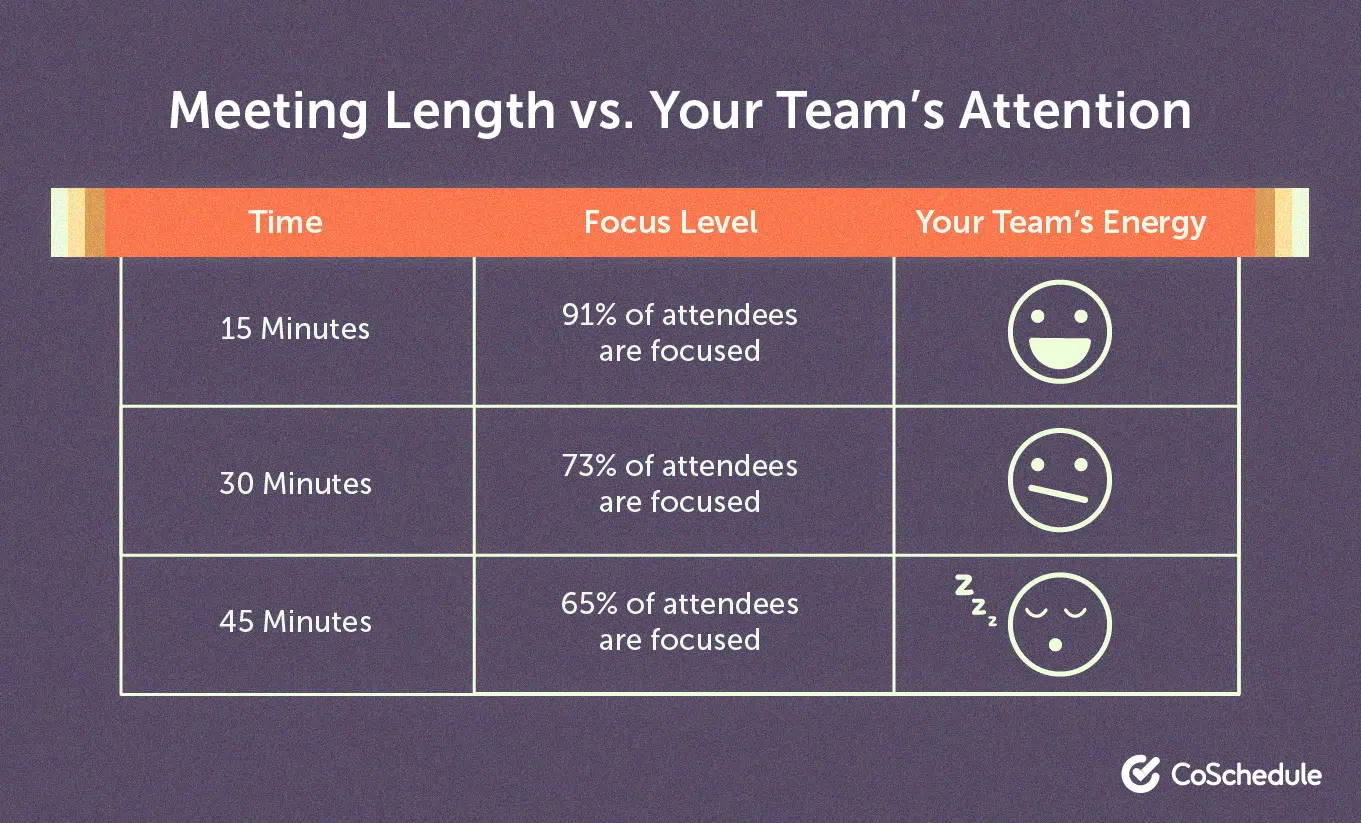 Meeting Length vs. Your Team's Attention
Time
Focus Level
Your Team's Energy
15 Minutes
91% of attendees
are focused
30 Minutes
73% of attendees
are focused
45 Minutes
65% of attendees
are focused
z
z
z
CoSchedule